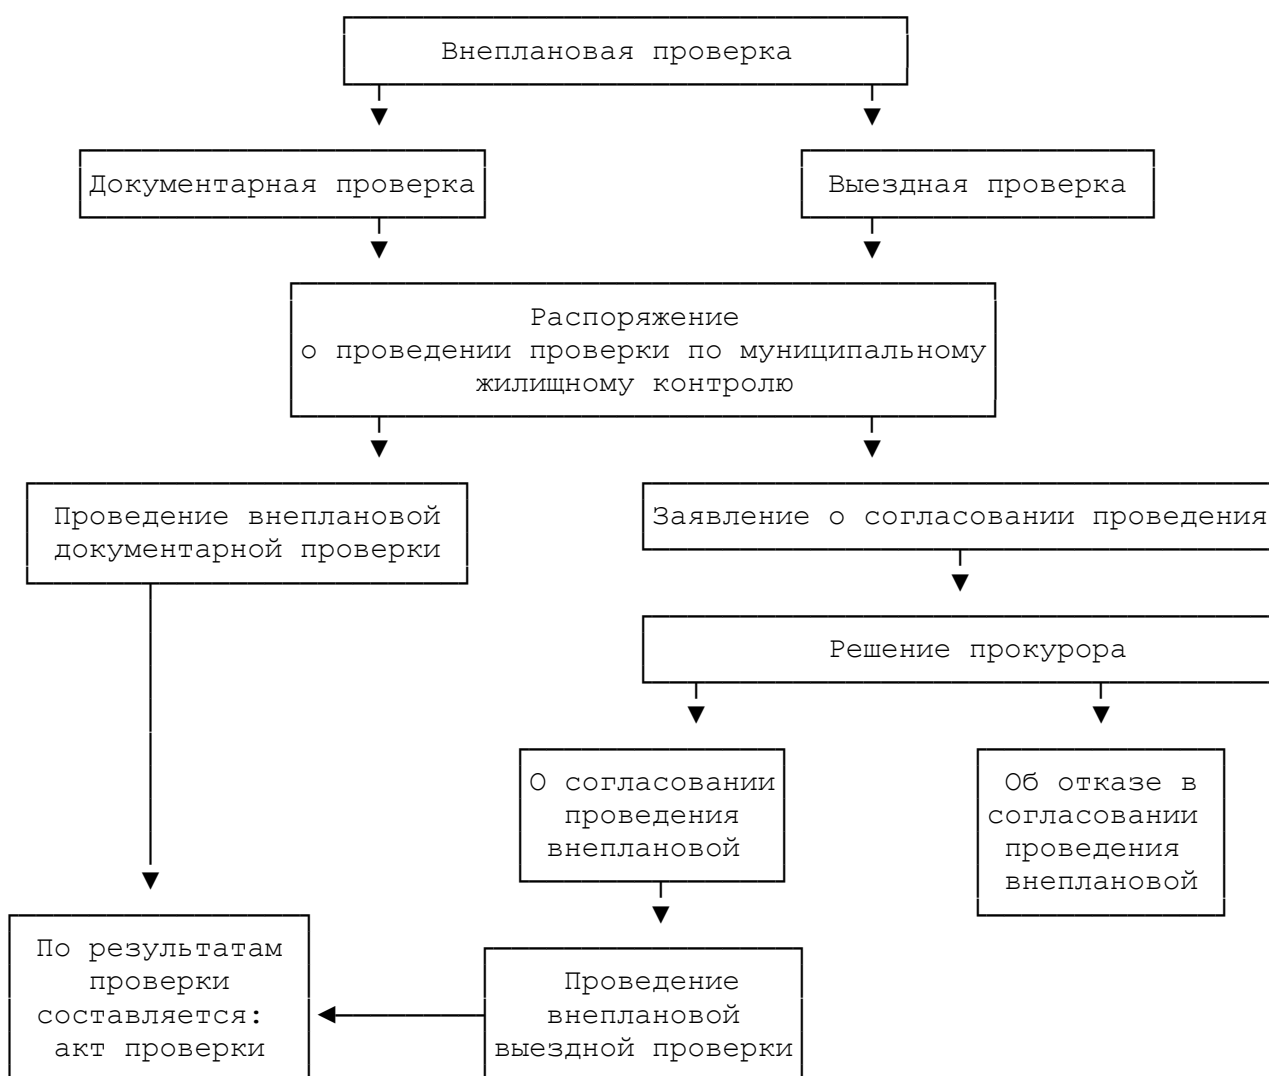 Внеплановая проверка
Документарная проверка
Выездная проверка
Распоряжение
о проведении проверки по муниципальному
жилищному контролю
Проведение внеплановой
документарной проверки
Заявление о согласовании проведения
Решение прокурора
О согласовании
проведения
внеплановой
Об отказе в
согласовании
проведения
внеплановой
По результатам
проверки
составляется:
акт проверки
Проведение
внеплановой
выездной проверки